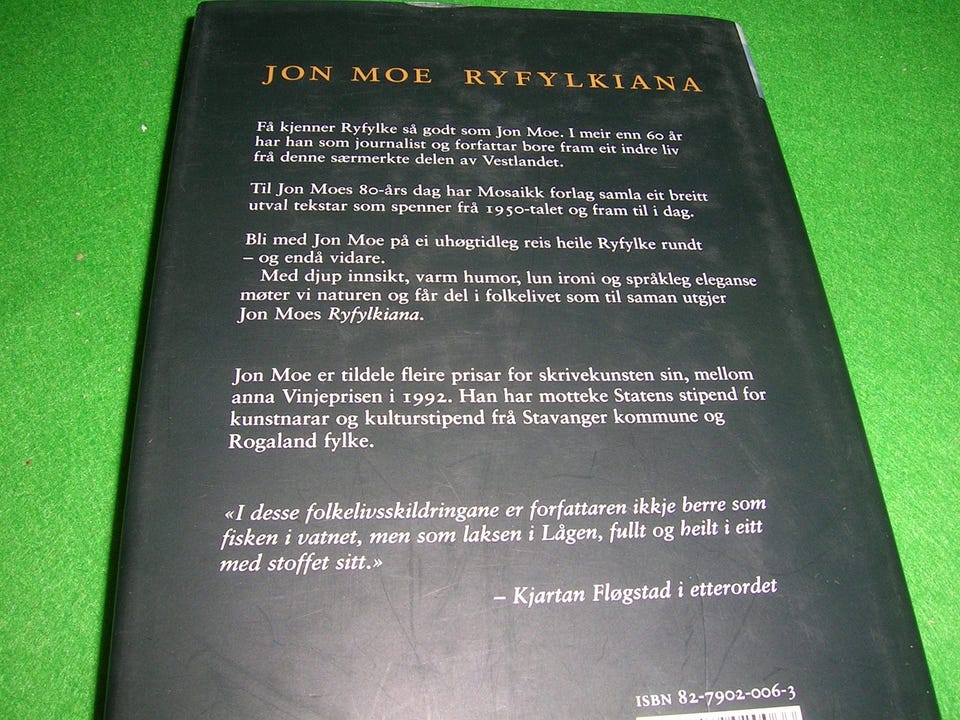 JON MOE RYFYLKIANA
Få kjenner Ryfylke så godt som Jon Moe. I meir enn 60 år
har han som journalist og forfattar bore fram eit indre liv
frå denne særmerkte delen av Vestlandet.
Til Jon Moes 80-års dag har Mosaikk forlag samla eit breitt
utval tekstar som spenner frå 1950-talet og fram til i dag.
Bli med Jon Moe på ei uhøgtidleg reis heile Ryfylke rundt
– og endå vidare.
Med djup innsikt, varm humor, lun ironi og språkleg eleganse
møter vi naturen og får del i folkelivet som til saman utgjer
Jon Moes Ryfylkiana.
Jon Moe er tildele fleire prisar for skrivekunsten sin, mellom
anna Vinjeprisen i 1992. Han har motteke Statens stipend for
kunstnarar og kulturstipend frå Stavanger kommune og
Rogaland fylke.
«I desse folkelivsskildringane er forfattaren ikkje berre som
fisken i vatnet, men som laksen i Lågen, fullt og heilt i eitt
med stoffet sitt.»
– Kjartan Fløgstad i etterordet
ISBN 82-7902-006-3